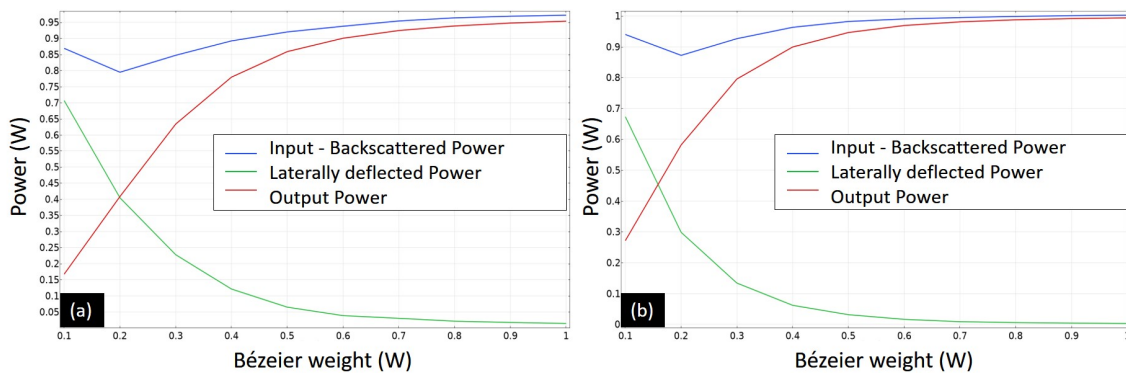 0.95
0.9
0.85
0.8
0.75
0.7
0.65
0.6
0.55
0.5
0.45
0.4
0.35
0.3
0.25
0.2
0.15
0.1
0.05
Power (W)
Input - Backscattered Power
Laterally deflected Power
Output Power
(a)
0.1 0.2 0.3 0.4 0.5 0.6 0.7 0.8 0.9 1
Bézeier weight (W)
1
0.9
0.8
0.7
0.6
0.5
0.4
0.3
0.2
0.1
0
Power (W)
Input - Backscattered Power
Laterally deflected Power
Output Power
(b)
0.1 0.2 0.3 0.4 0.5 0.6 0.7 0.8 0.9 1
Bézeier weight (W)